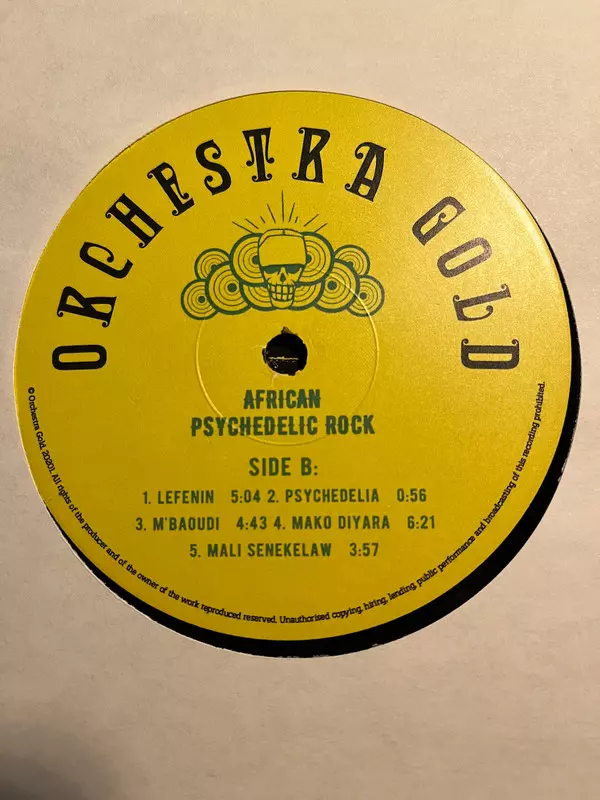 ORCHESTRA GOLD
AFRICAN
PSYCHEDELIC ROCK
SIDE B:
1. LEFENIN 5:04 2. PSYCHEDELIA 0:56
3. M'BAOUDI 4:43 4. MAKO DIYARA 6:21
5. MALI SENEKELAW 3:57
© Orchestra Gold. 20201. All rights of the producer and of the owner of the work reproduced reserved. Unauthorised copying, hiring, lending, public performance and broadcasting of this recording prohibited.